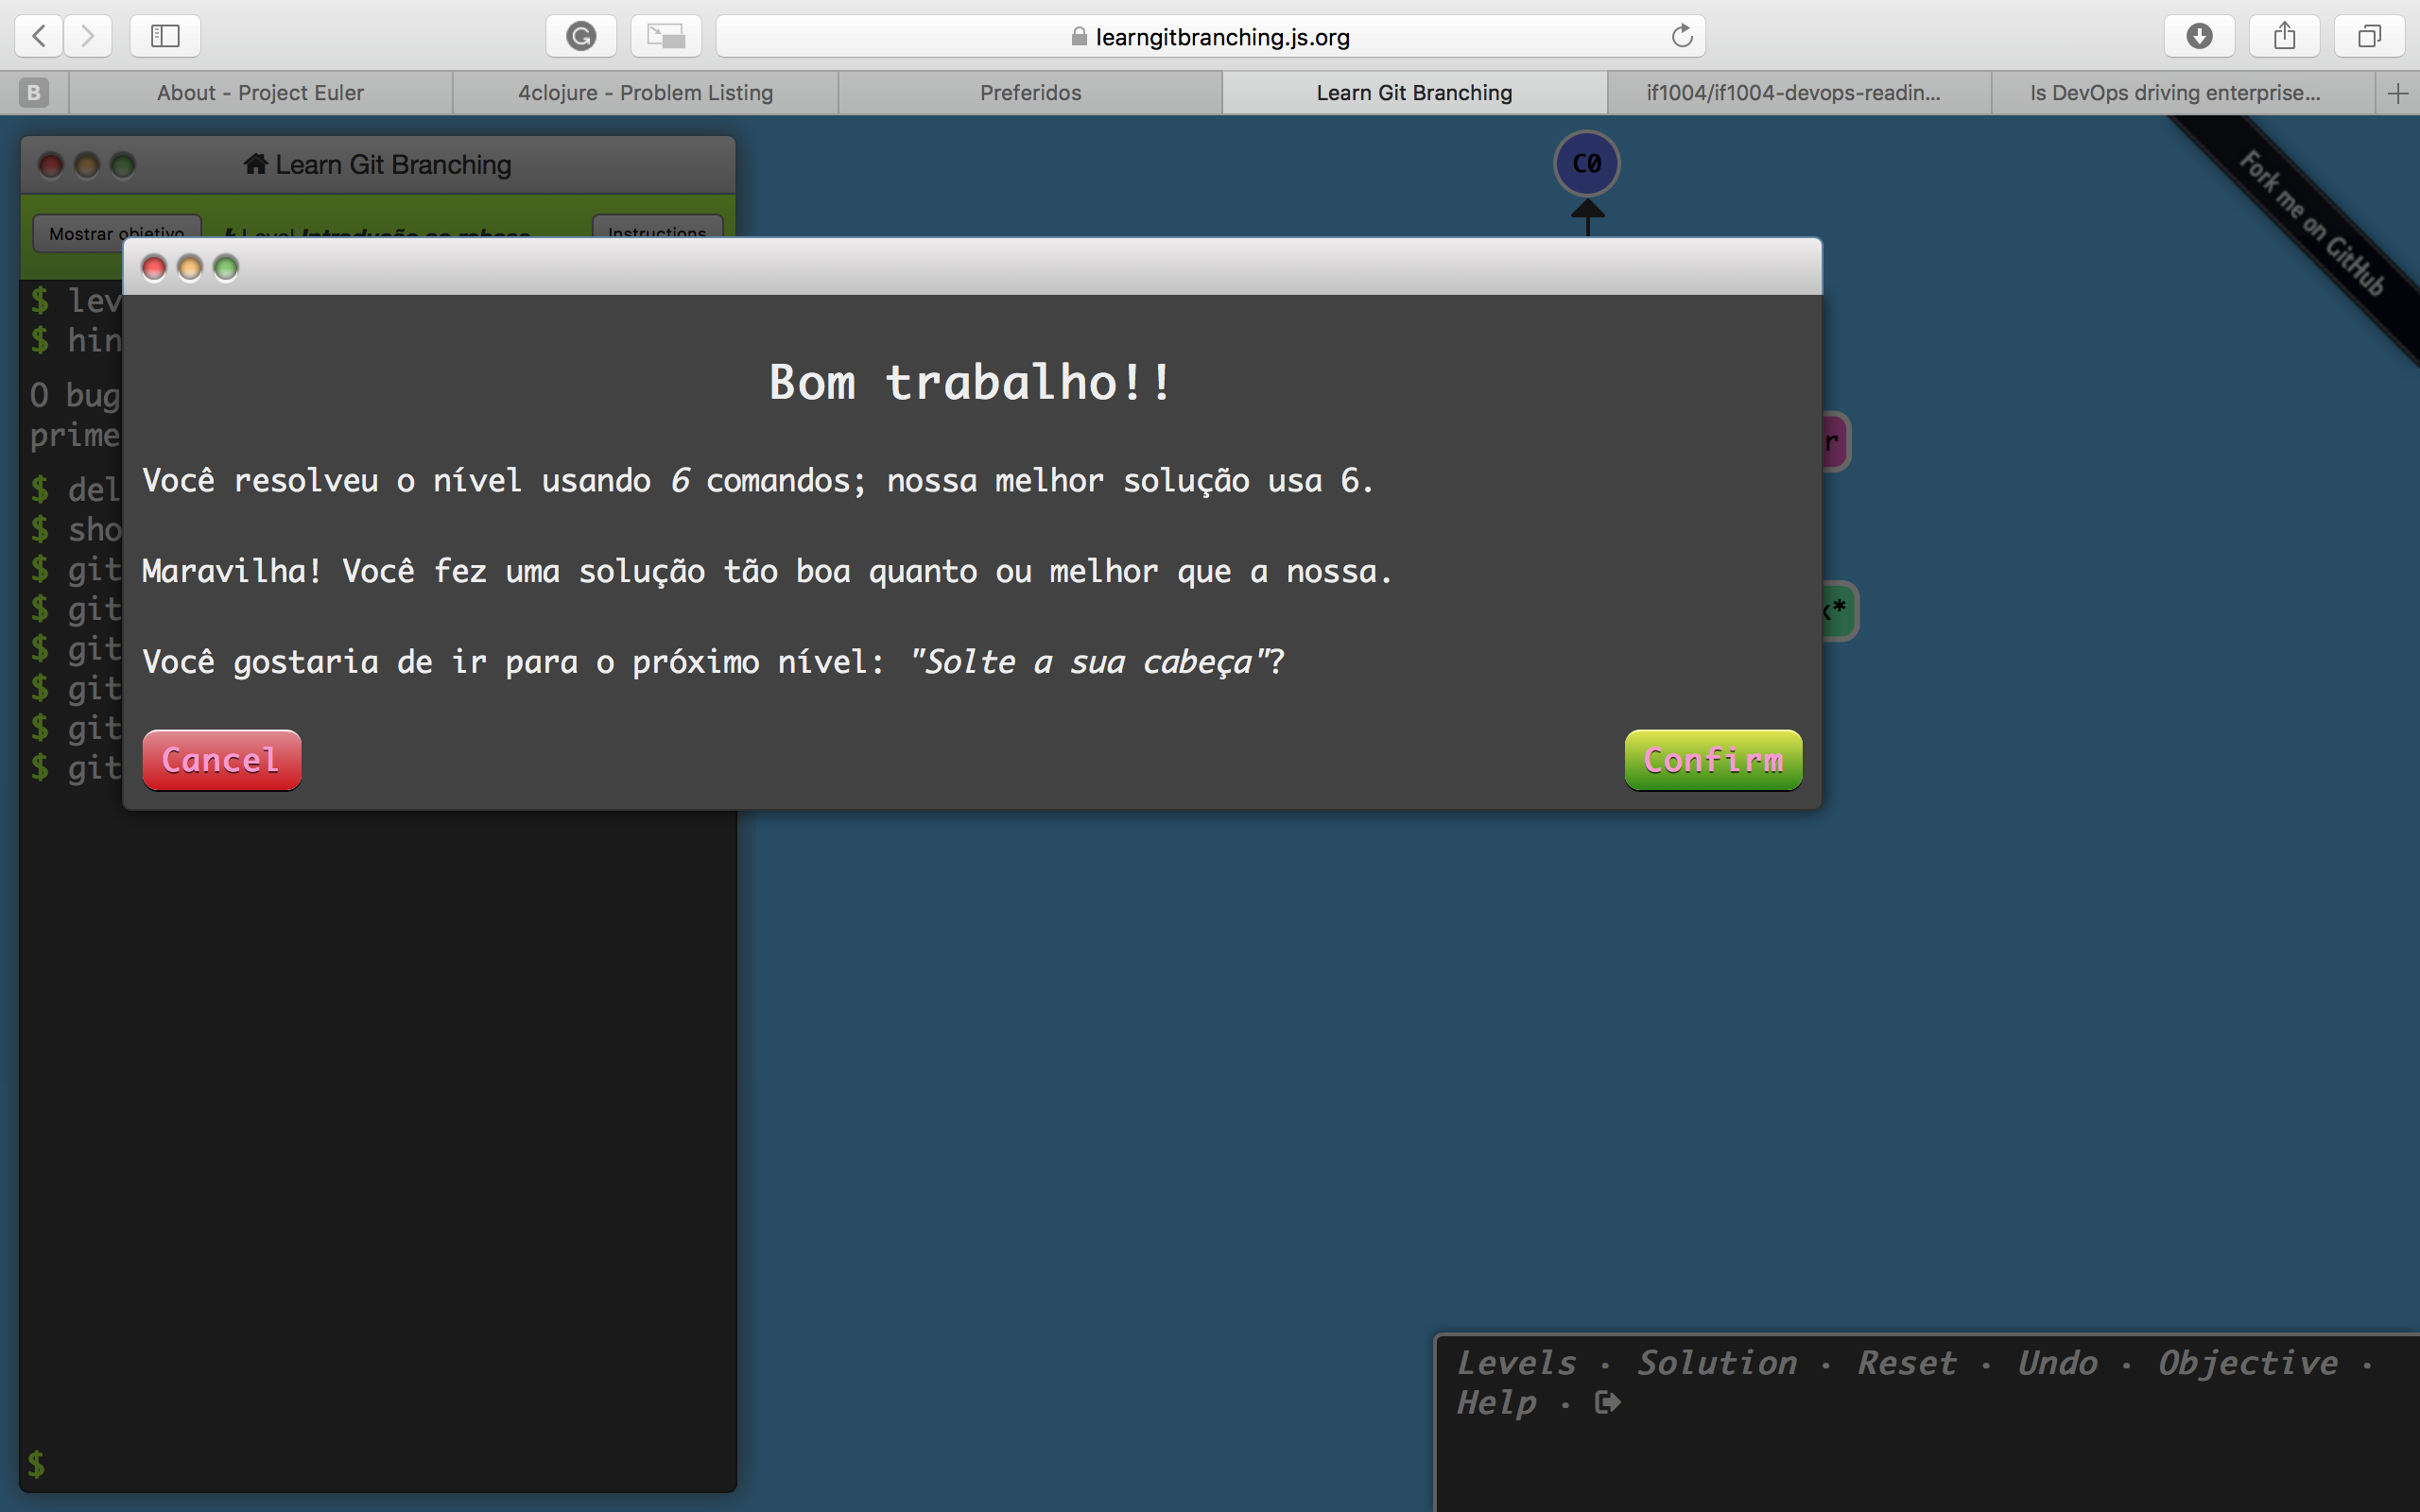 learngitbranching.js.org
B
About - Project Euler
4clojure - Problem Listing
Preferidos
Learn Git Branching
if1004/if1004-devops-readin...
Is DevOps driving enterprise...
Learn Git Branching
C0
Fork me on GitHub
Mostrar objetivo
Level Introdução ao rebase
Instructions
$ lev
$ hin
O bug
prime
$ del
$ sho
$ git
$ git
$ git
$ git
$ git
$ git
Bom trabalho!!
Você resolveu o nível usando 6 comandos; nossa melhor solução usa 6.
Maravilha! Você fez uma solução tão boa quanto ou melhor que a nossa.
Você gostaria de ir para o próximo nível: "Solte a sua cabeça"?
Cancel
Confirm
r
x*
Levels · Solution · Reset · Undo · Objective ·
Help ·
$